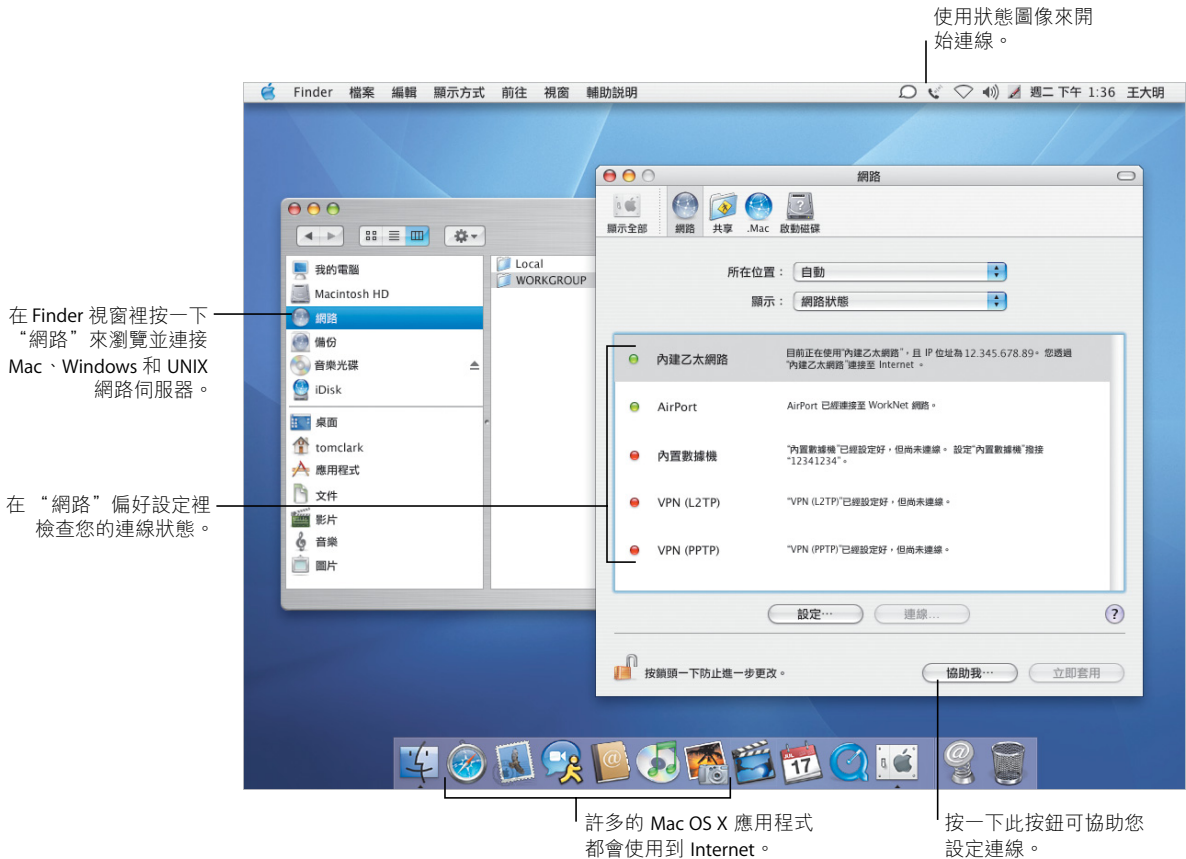 使用狀態圖像來開
始連線。
Finder 檔案 編輯 顯示方式 前往 視窗 輔助說明
週二 下午 1:36 王大明
網路
顯示全部 網路 共享 .Mac 啟動磁碟
所在位置： 自動
顯示： 網路狀態
我的電腦
Macintosh HD
網路
備份
音樂光碟
iDisk
桌面
tomclark
應用程式
文件
影片
音樂
圖片
Local
WORKGROUP
在 Finder 視窗裡按一下
“網路”來瀏覽並連接
Mac、Windows 和 UNIX
網路伺服器。
在 “網路”偏好設定裡
檢查您的連線狀態。
內建乙太網路
目前正在使用“內建乙太網路”，且 IP 位址為 12.345.678.89。您透過
“內建乙太網路”連接至 Internet 。
AirPort
AirPort 已經連接至 WorkNet 網路。
內置數據機
“內置數據機”已經設定好，但尚未連線。 設定“內置數據機”撥接
“12341234”。
VPN (L2TP)
“VPN (L2TP)”已經設定好，但尚未連線。
VPN (PPTP)
“VPN (PPTP)”已經設定好，但尚未連線。
設定… 連線... ?
按鎖頭一下防止進一步更改。
協助我… 立即套用
JUL
17
許多的 Mac OS X 應用程式
都會使用到 Internet。
按一下此按鈕可協助您
設定連線。